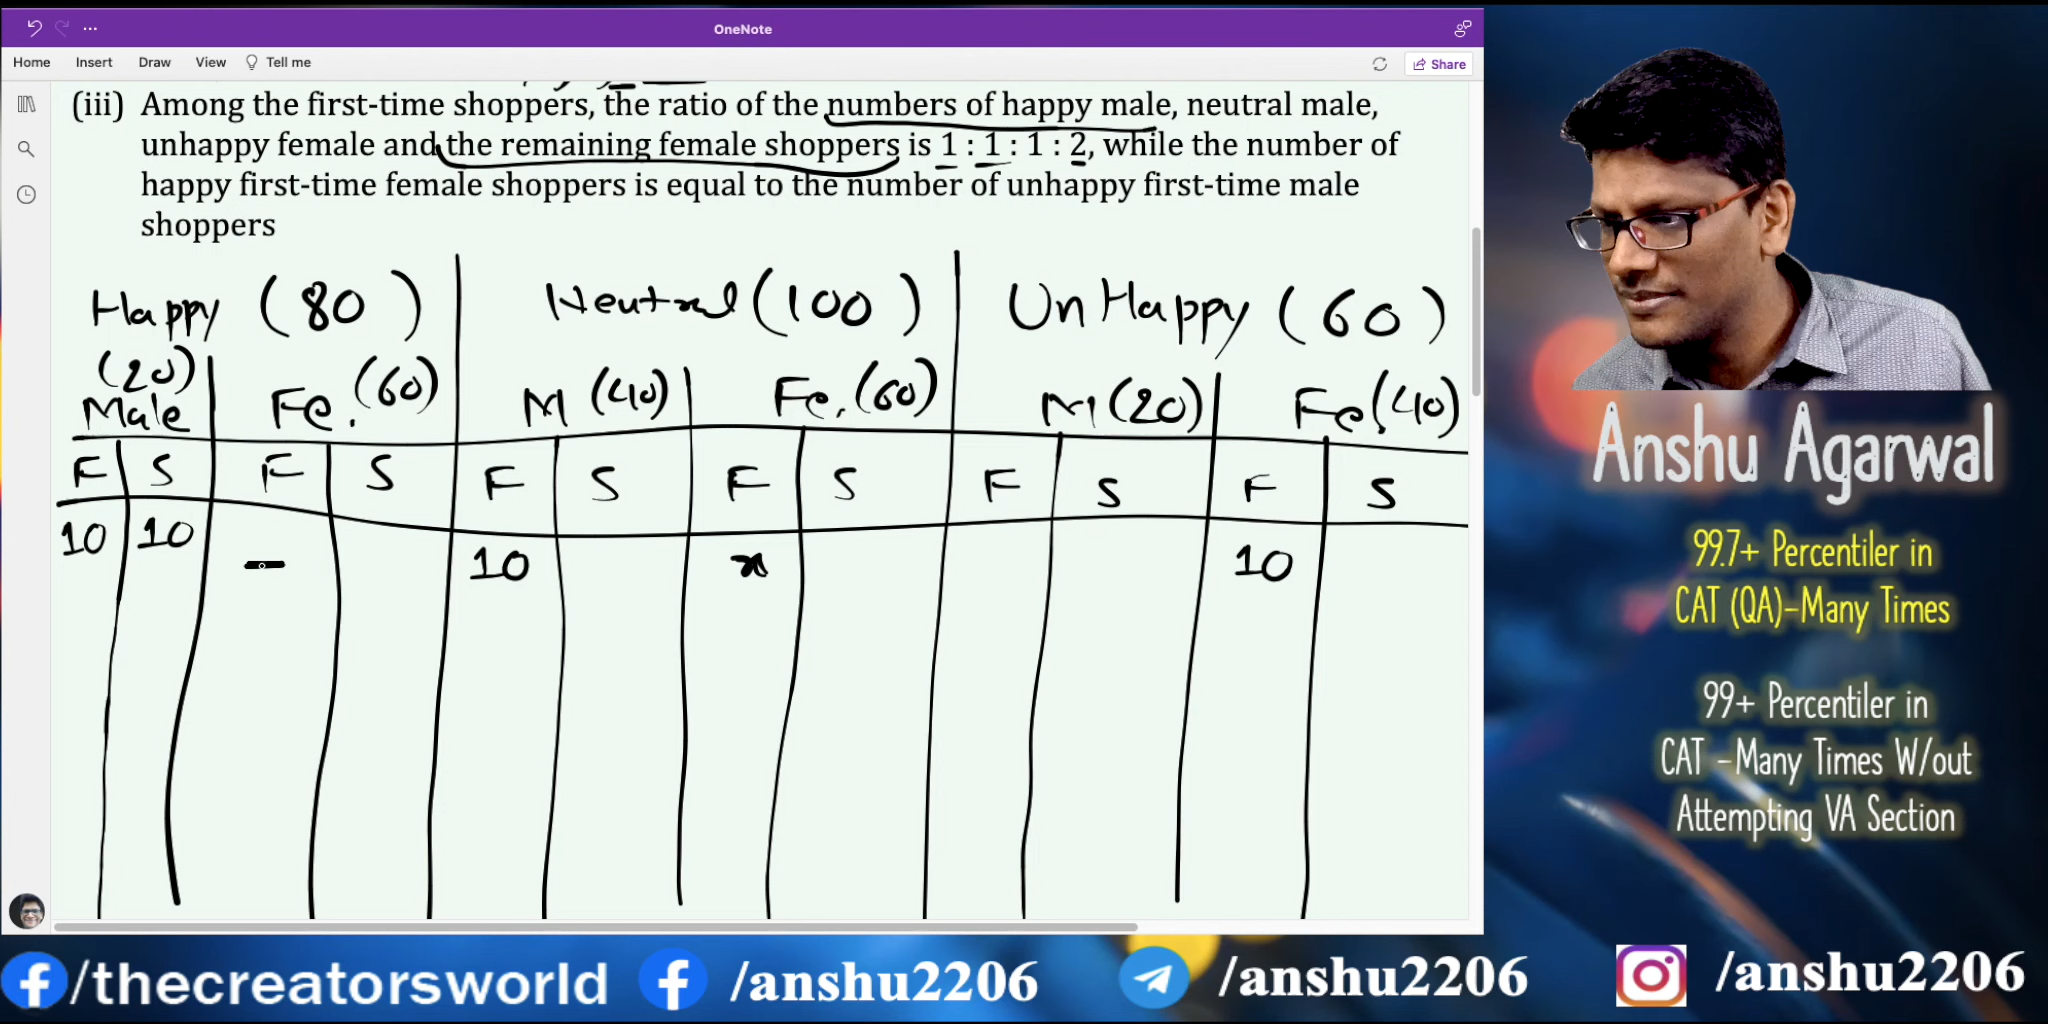 OneNote
Home Insert Draw View Tell me Share
(iii) Among the first-time shoppers, the ratio of the numbers of happy male, neutral male,
unhappy female and the remaining female shoppers is 1 : 1 : 1 : 2, while the number of
happy first-time female shoppers is equal to the number of unhappy first-time male
shoppers
Happy (80) Neutral (100) UnHappy (60)
(20)
Male Fe. (60) M (40) Fe. (60) M (20) Fe. (40)
F S F S F S F S F S F S
10 10 10 x 10
Anshu Agarwal
99.7+ Percentiler in
CAT (QA)-Many Times
99+ Percentiler in
CAT -Many Times W/out
Attempting VA Section
/thecreatorsworld /anshu2206 /anshu2206 /anshu2206